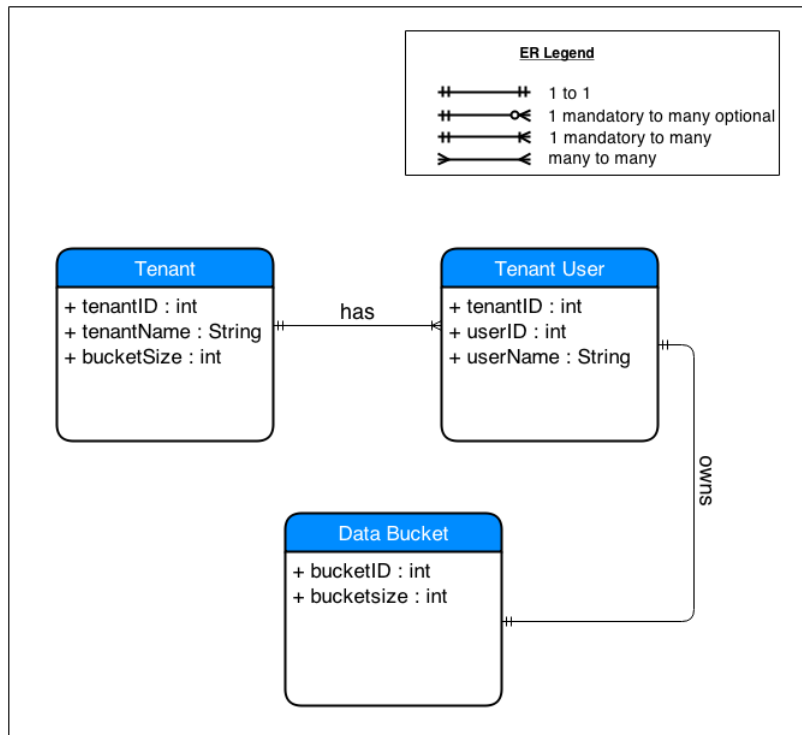 ER Legend
1 to 1
1 mandatory to many optional
1 mandatory to many
many to many
Tenant
+ tenantID : int
+ tenantName : String
+ bucketSize : int
has
Tenant User
+ tenantID : int
+ userID : int
+ userName : String
owns
Data Bucket
+ bucketID : int
+ bucketsize : int